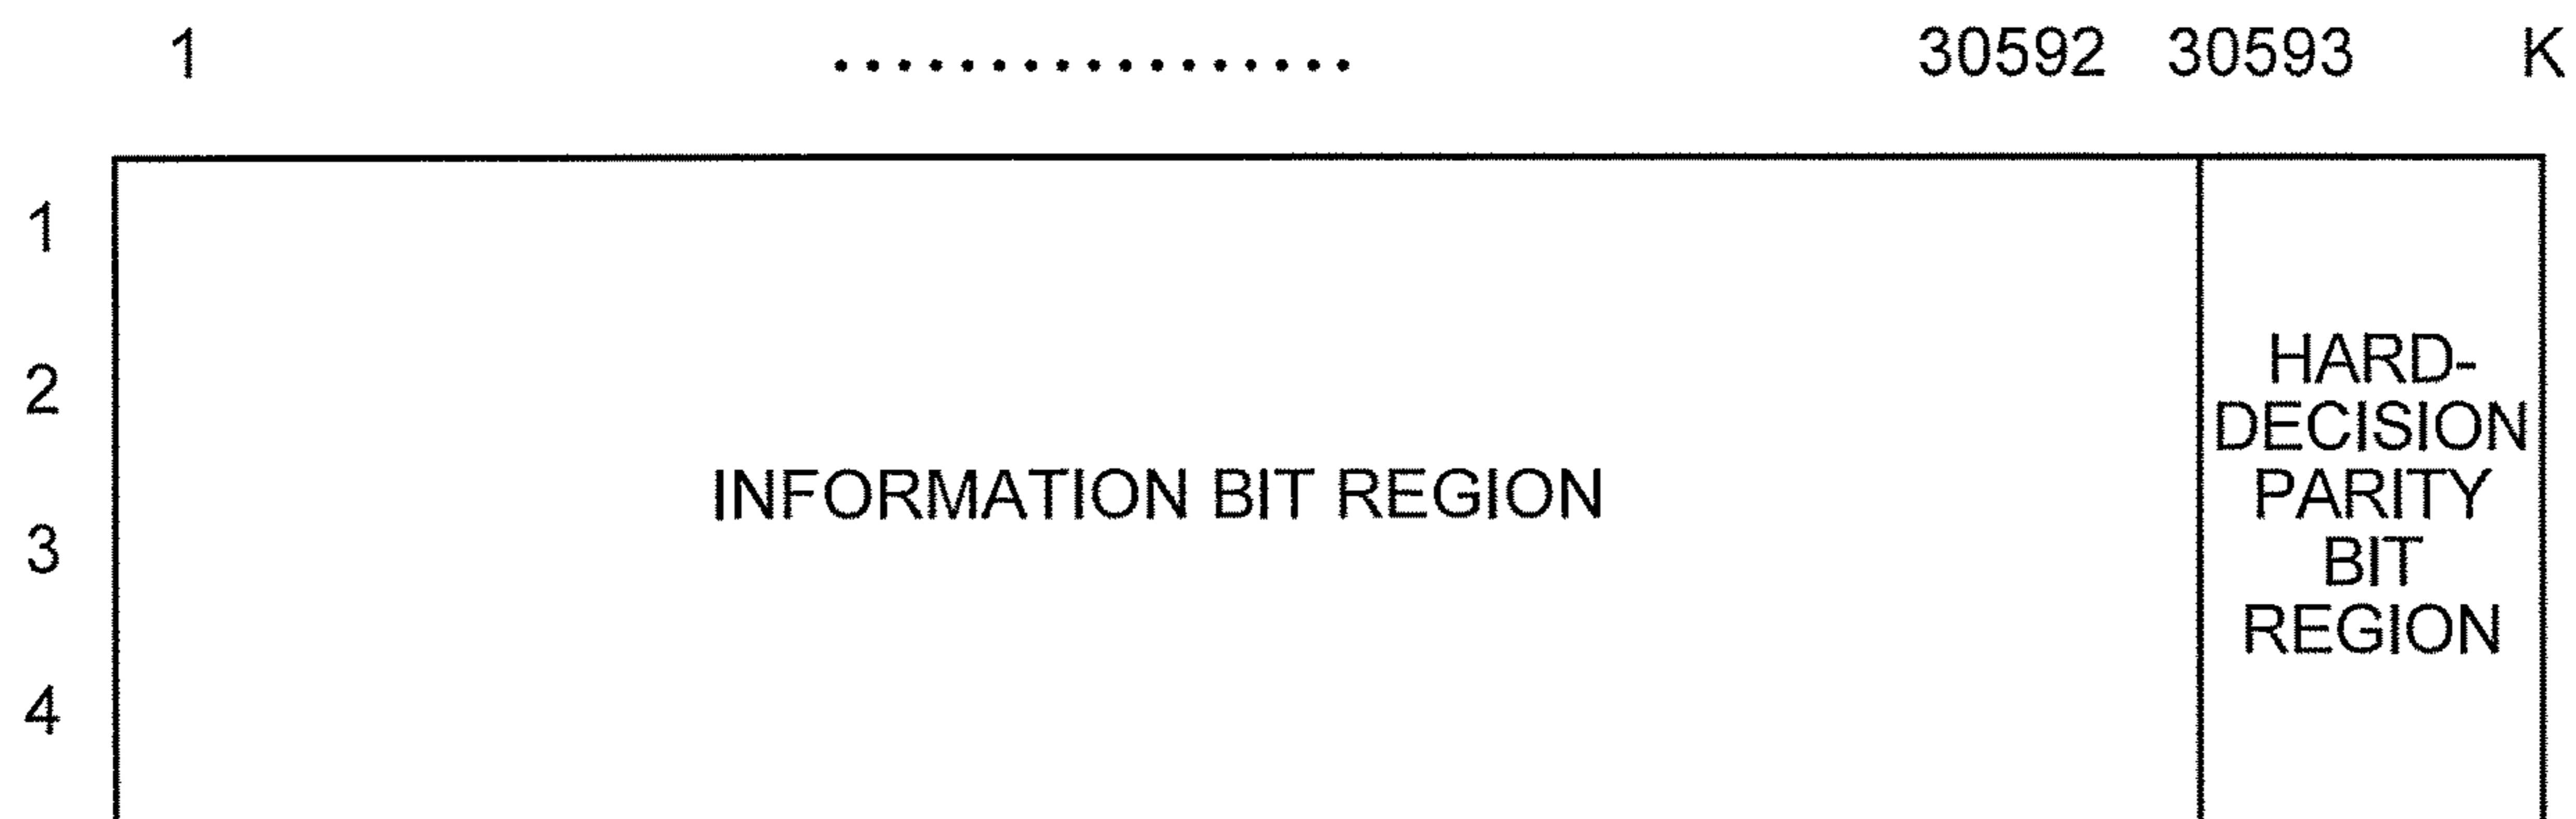 1 ................. 30592 30593 K
1
2
3
4
INFORMATION BIT REGION
HARD-
DECISION
PARITY
BIT
REGION